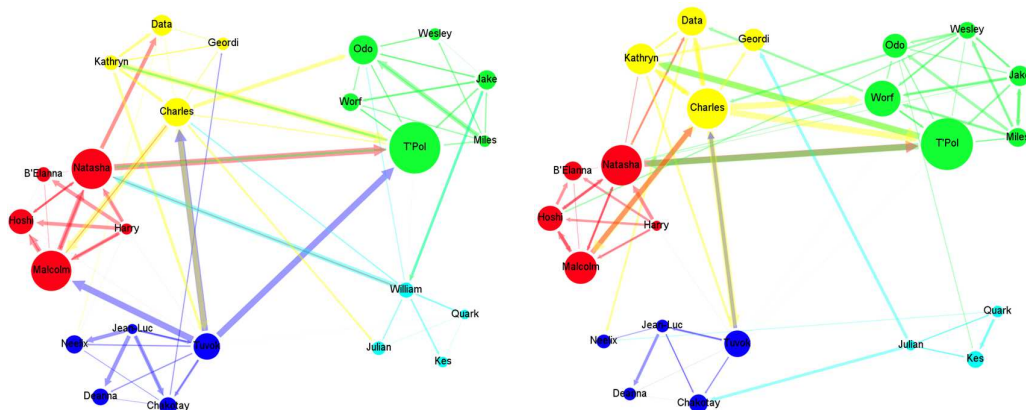 Data
Geordi
Kathryn
Charles
Odo
Wesley
Jake
Worf
Miles
T'Pol
Natasha
B'Elanna
Hoshi
Harry
Malcolm
William
Quark
Julian
Kes
Jean-Luc
Neelix
Tuvok
Deanna
Chakotay
Data
Geordi
Kathryn
Charles
Odo
Wesley
Jake
Worf
Miles
T'Pol
Natasha
B'Elanna
Hoshi
Harry
Malcolm
Quark
Julian
Kes
Jean-Luc
Neelix
Tuvok
Deanna
Chakotay